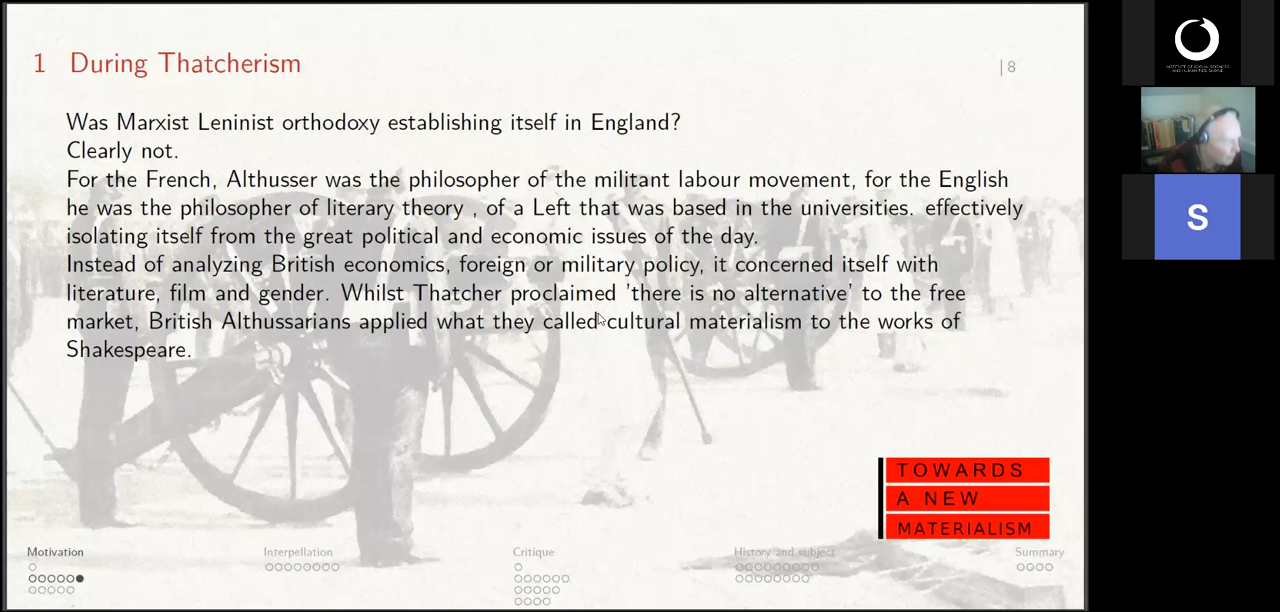 1 During Thatcherism
|8
Was Marxist Leninist orthodoxy establishing itself in England?
Clearly not.
For the French, Althusser was the philosopher of the militant labour movement, for the English
he was the philosopher of literary theory , of a Left that was based in the universities. effectively
isolating itself from the great political and economic issues of the day.
Instead of analyzing British economics, foreign or military policy, it concerned itself with
literature, film and gender. Whilst Thatcher proclaimed 'there is no alternative' to the free
market, British Althussarians applied what they called cultural materialism to the works of
Shakespeare.
TOWARDS
A NEW
MATERIALISM
Motivation
Interpellation
Critique
History and subject
Summary
S